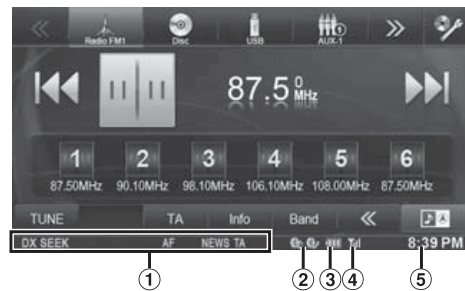 Radio FM1 Disc USB AUX-1
87.50 MHz
1 2 3 4 5 6
87.50MHz 90.10MHz 98.10MHz 106.10MHz 108.00MHz 87.50MHz
TUNE TA Info Band
DX SEEK AF NEWS TA 8:39 PM
① ② ③ ④ ⑤